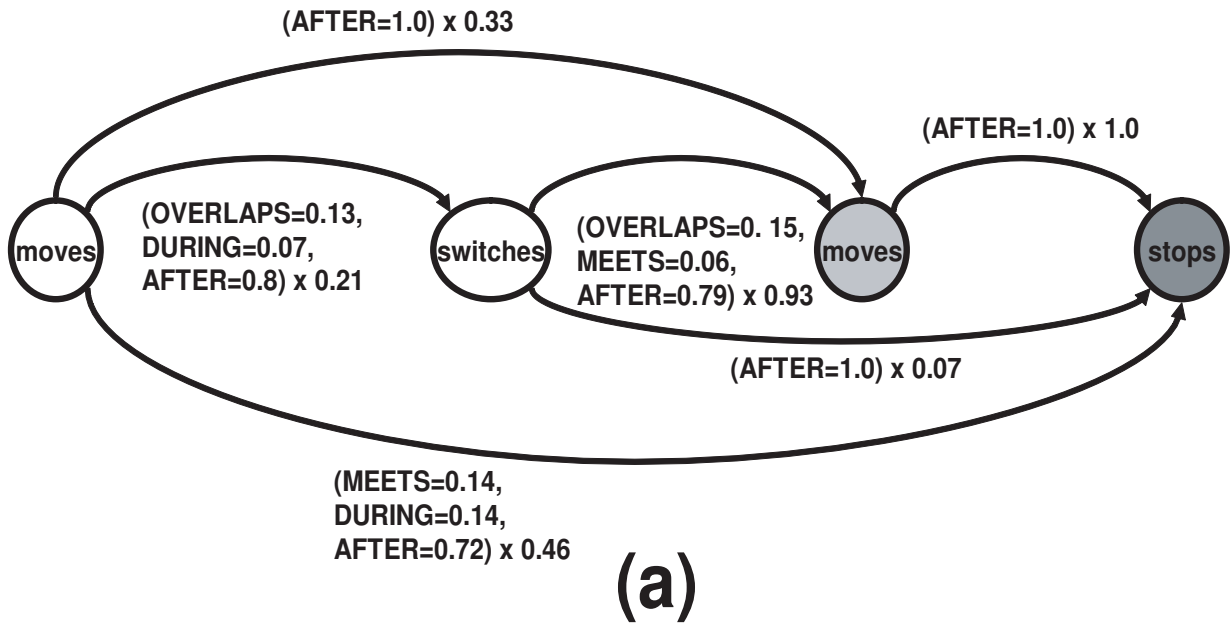 (AFTER=1.0) x 0.33
(AFTER=1.0) x 1.0
(OVERLAPS=0.13,
DURING=0.07,
AFTER=0.8) x 0.21
(OVERLAPS=0. 15,
MEETS=0.06,
AFTER=0.79) x 0.93
moves
switches
moves
stops
(AFTER=1.0) x 0.07
(MEETS=0.14,
DURING=0.14,
AFTER=0.72) x 0.46
(a)